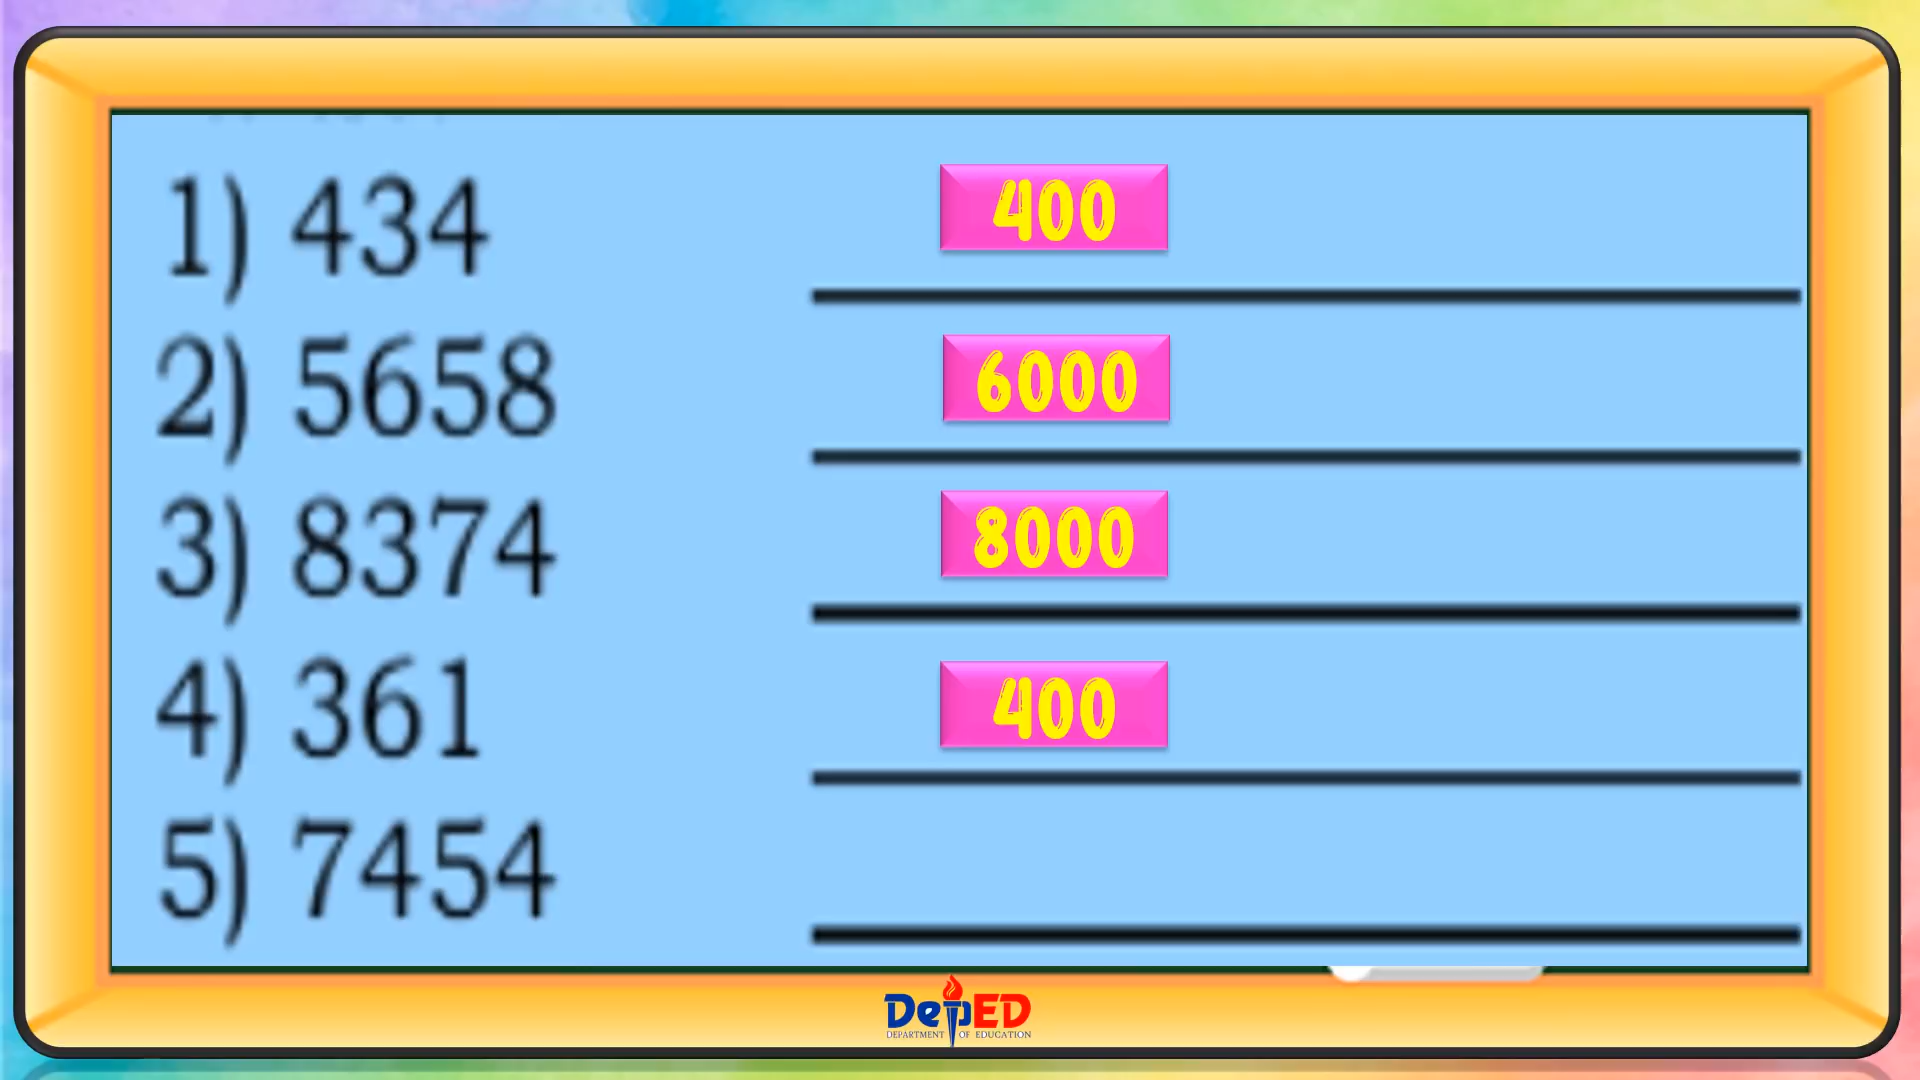 1) 434 400
2) 5658 6000
3) 8374 8000
4) 361 400
5) 7454
DepED
DEPARTMENT OF EDUCATION